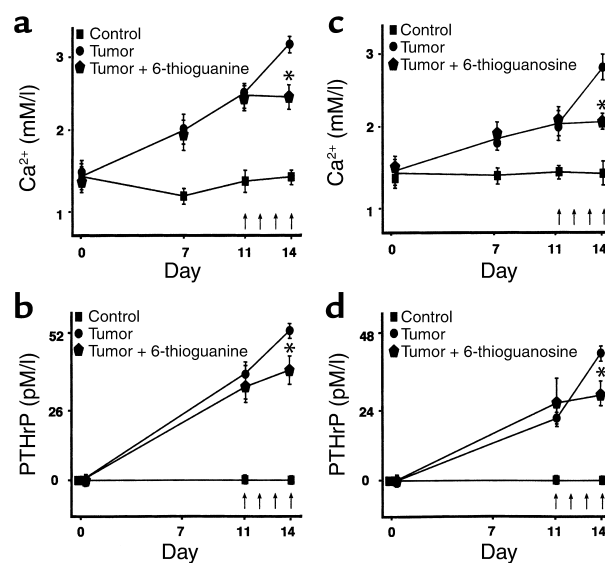 a
Control
Tumor
Tumor + 6-thioguanine
*
Ca2+ (mM/l)
3
2
1
0 7 11 14
Day
c
Control
Tumor
Tumor + 6-thioguanosine
*
Ca2+ (mM/l)
3
2
1
0 7 11 14
Day
b
Control
Tumor
Tumor + 6-thioguanine
*
PTHrP (pM/l)
52
26
0
0 7 11 14
Day
d
Control
Tumor
Tumor + 6-thioguanosine
*
PTHrP (pM/l)
48
24
0
0 7 11 14
Day